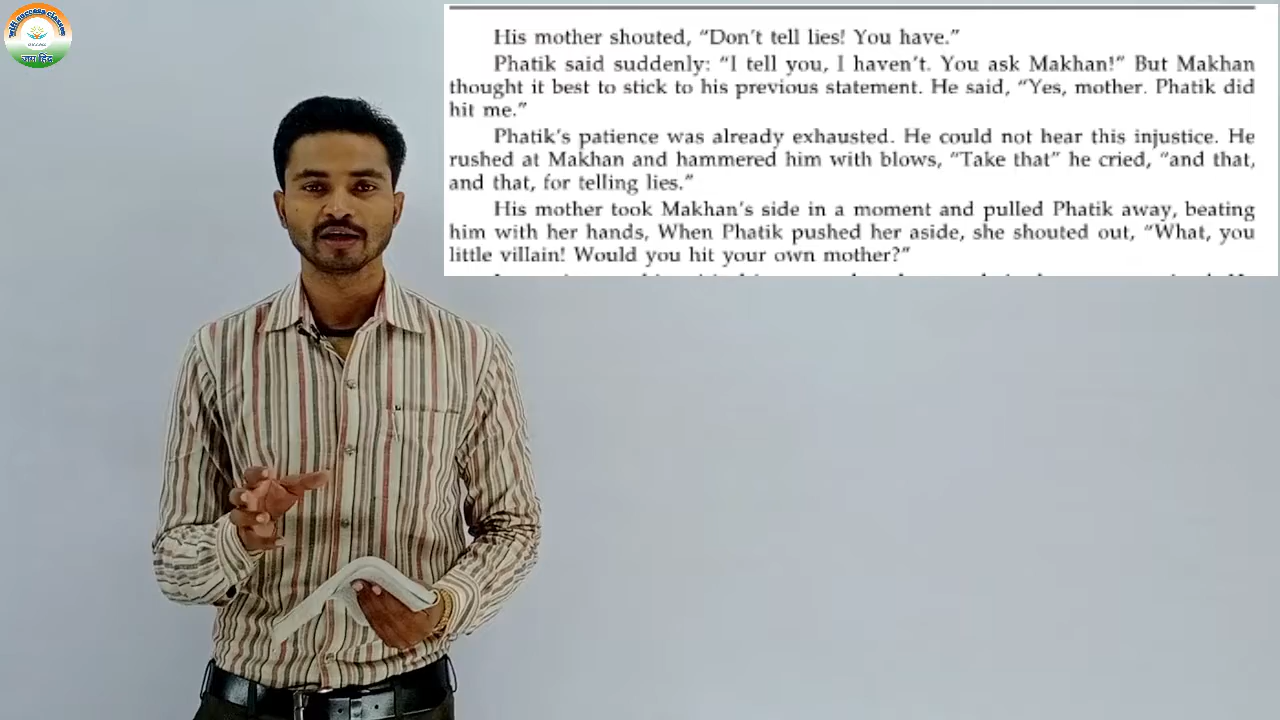 SUCCESS
जय हिंद
His mother shouted, “Don't tell lies! You have.”
Phatik said suddenly: “I tell you, I haven't. You ask Makhan!” But Makhan
thought it best to stick to his previous statement. He said, “Yes, mother. Phatik did
hit me.”
Phatik's patience was already exhausted. He could not hear this injustice. He
rushed at Makhan and hammered him with blows, “Take that” he cried, “and that,
and that, for telling lies.”
His mother took Makhan's side in a moment and pulled Phatik away, beating
him with her hands, When Phatik pushed her aside, she shouted out, “What, you
little villain! Would you hit your own mother?”